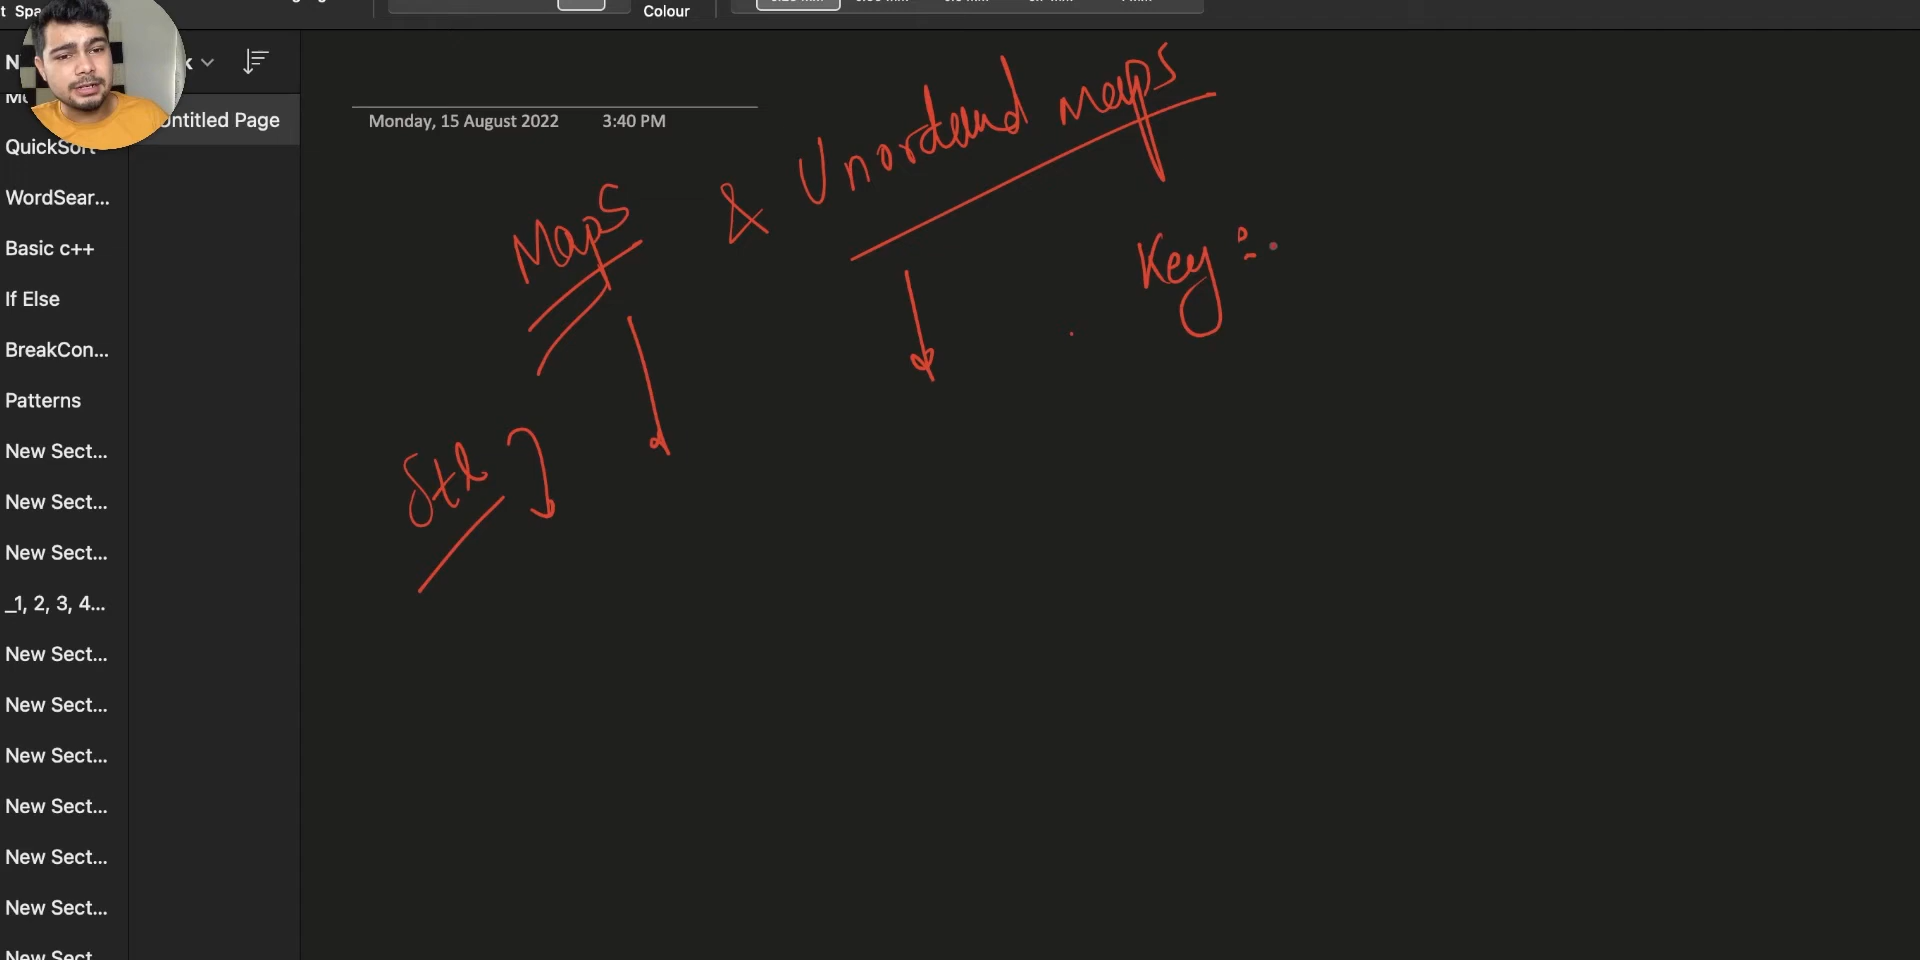 Colour
Untitled Page
QuickSort
WordSear...
Basic c++
If Else
BreakCon...
Patterns
New Sect...
New Sect...
New Sect...
_1, 2, 3, 4...
New Sect...
New Sect...
New Sect...
New Sect...
New Sect...
New Sect...
New Sect
Monday, 15 August 2022 3:40 PM
Maps & Unordered maps
Key :-
Stl